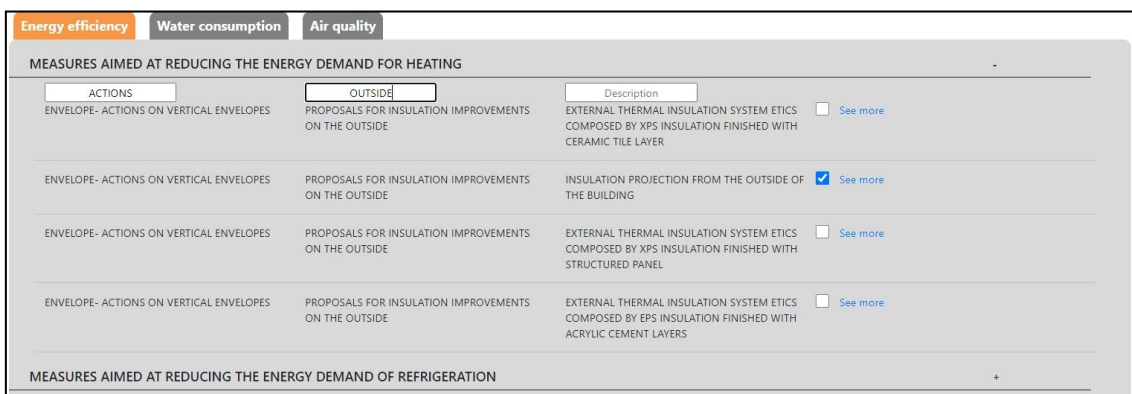 Energy efficiency Water consumption Air quality
MEASURES AIMED AT REDUCING THE ENERGY DEMAND FOR HEATING -
ACTIONS OUTSIDE Description
ENVELOPE- ACTIONS ON VERTICAL ENVELOPES PROPOSALS FOR INSULATION IMPROVEMENTS EXTERNAL THERMAL INSULATION SYSTEM ETICS See more
ON THE OUTSIDE COMPOSED BY XPS INSULATION FINISHED WITH
CERAMIC TILE LAYER
ENVELOPE- ACTIONS ON VERTICAL ENVELOPES PROPOSALS FOR INSULATION IMPROVEMENTS INSULATION PROJECTION FROM THE OUTSIDE OF See more
ON THE OUTSIDE THE BUILDING
ENVELOPE- ACTIONS ON VERTICAL ENVELOPES PROPOSALS FOR INSULATION IMPROVEMENTS EXTERNAL THERMAL INSULATION SYSTEM ETICS See more
ON THE OUTSIDE COMPOSED BY XPS INSULATION FINISHED WITH
STRUCTURED PANEL
ENVELOPE- ACTIONS ON VERTICAL ENVELOPES PROPOSALS FOR INSULATION IMPROVEMENTS EXTERNAL THERMAL INSULATION SYSTEM ETICS See more
ON THE OUTSIDE COMPOSED BY EPS INSULATION FINISHED WITH
ACRYLIC CEMENT LAYERS
MEASURES AIMED AT REDUCING THE ENERGY DEMAND OF REFRIGERATION +